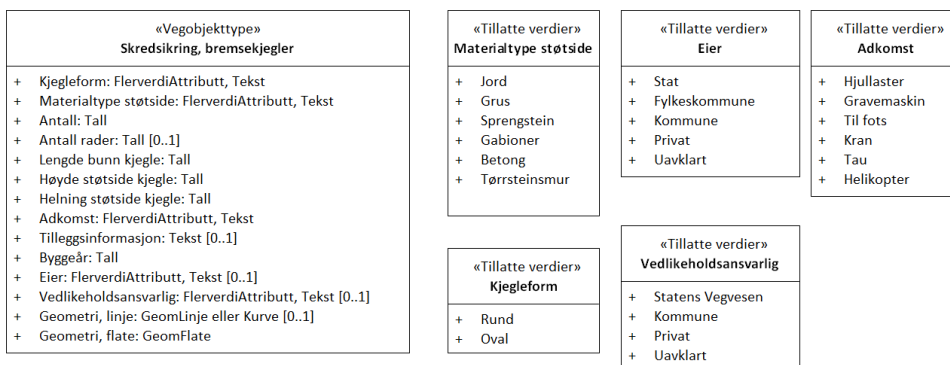 «Vegobjekttype»
Skredsikring, bremsekjegler
+ Kjegleform: FlerverdiAttributt, Tekst
+ Materialtype støtside: FlerverdiAttributt, Tekst
+ Antall: Tall
+ Antall rader: Tall [0..1]
+ Lengde bunn kjegle: Tall
+ Høyde støtside kjegle: Tall
+ Helning støtside kjegle: Tall
+ Adkomst: FlerverdiAttributt, Tekst
+ Tilleggsinformasjon: Tekst [0..1]
+ Byggeår: Tall
+ Eier: FlerverdiAttributt, Tekst [0..1]
+ Vedlikeholdsansvarlig: FlerverdiAttributt, Tekst [0..1]
+ Geometri, linje: GeomLinje eller Kurve [0..1]
+ Geometri, flate: GeomFlate
«Tillatte verdier»
Materialtype støtside
+ Jord
+ Grus
+ Sprengstein
+ Gabioner
+ Betong
+ Tørrsteinsmur
«Tillatte verdier»
Eier
+ Stat
+ Fylkeskommune
+ Kommune
+ Privat
+ Uavklart
«Tillatte verdier»
Adkomst
+ Hjullaster
+ Gravemaskin
+ Til fots
+ Kran
+ Tau
+ Helikopter
«Tillatte verdier»
Kjegleform
+ Rund
+ Oval
«Tillatte verdier»
Vedlikeholdsansvarlig
+ Statens Vegvesen
+ Kommune
+ Privat
+ Uavklart